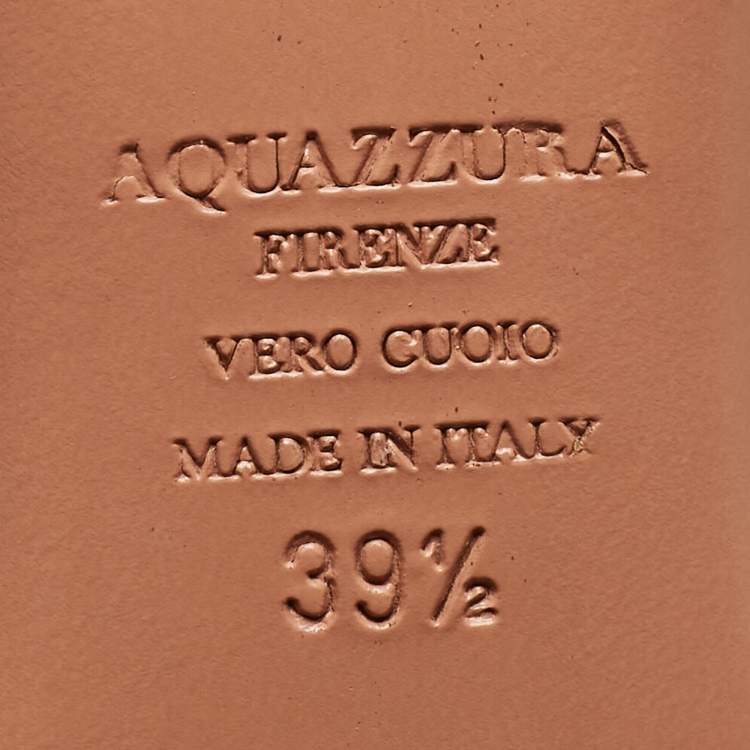 AQUAZZURA
FIRENZE
VERO CUOIO
MADE IN ITALY
39½